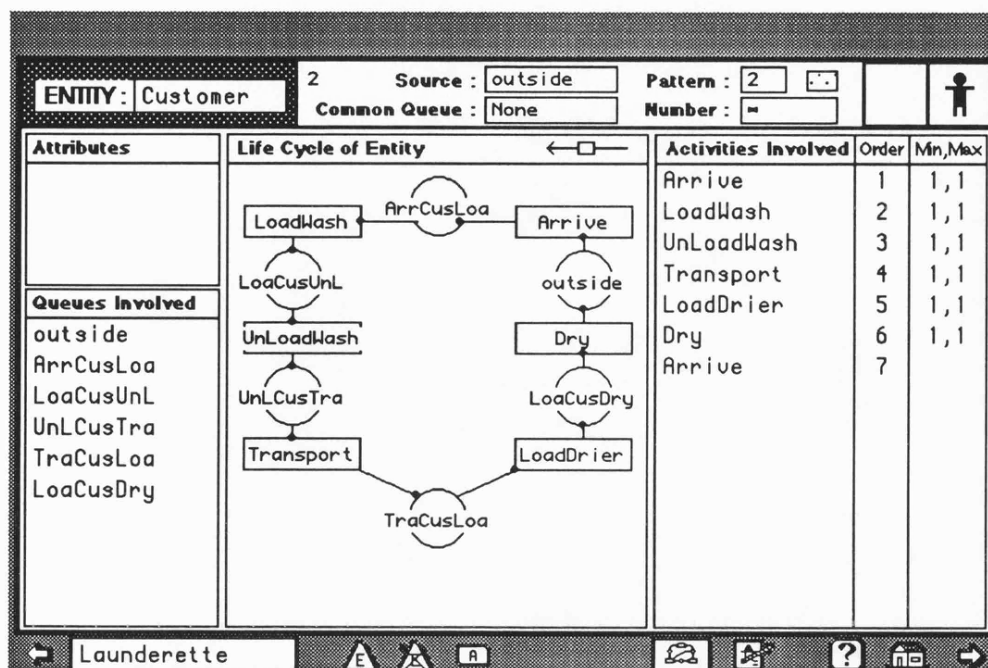 ENTITY : Customer
2 Source : outside Pattern : 2
Common Queue : None Number : ∞
Attributes
Queues Involved
outside
ArrCusLoa
LoaCusUnL
UnLCusTra
TraCusLoa
LoaCusDry
Life Cycle of Entity
LoadWash ArrCusLoa Arrive
LoaCusUnL outside
UnLoadWash Dry
UnLCusTra LoaCusDry
Transport LoadDrier
TraCusLoa
Activities Involved Order Min,Max
Arrive 1 1,1
LoadWash 2 1,1
UnLoadWash 3 1,1
Transport 4 1,1
LoadDrier 5 1,1
Dry 6 1,1
Arrive 7
Launderette E A ?